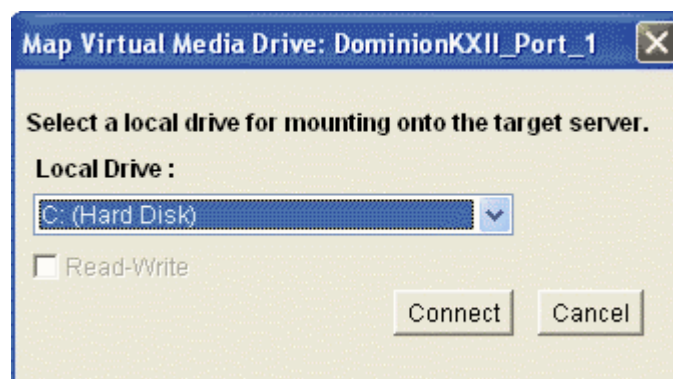 Map Virtual Media Drive: DominionKXII_Port_1
Select a local drive for mounting onto the target server.
Local Drive :
C: (Hard Disk)
Read-Write
Connect Cancel